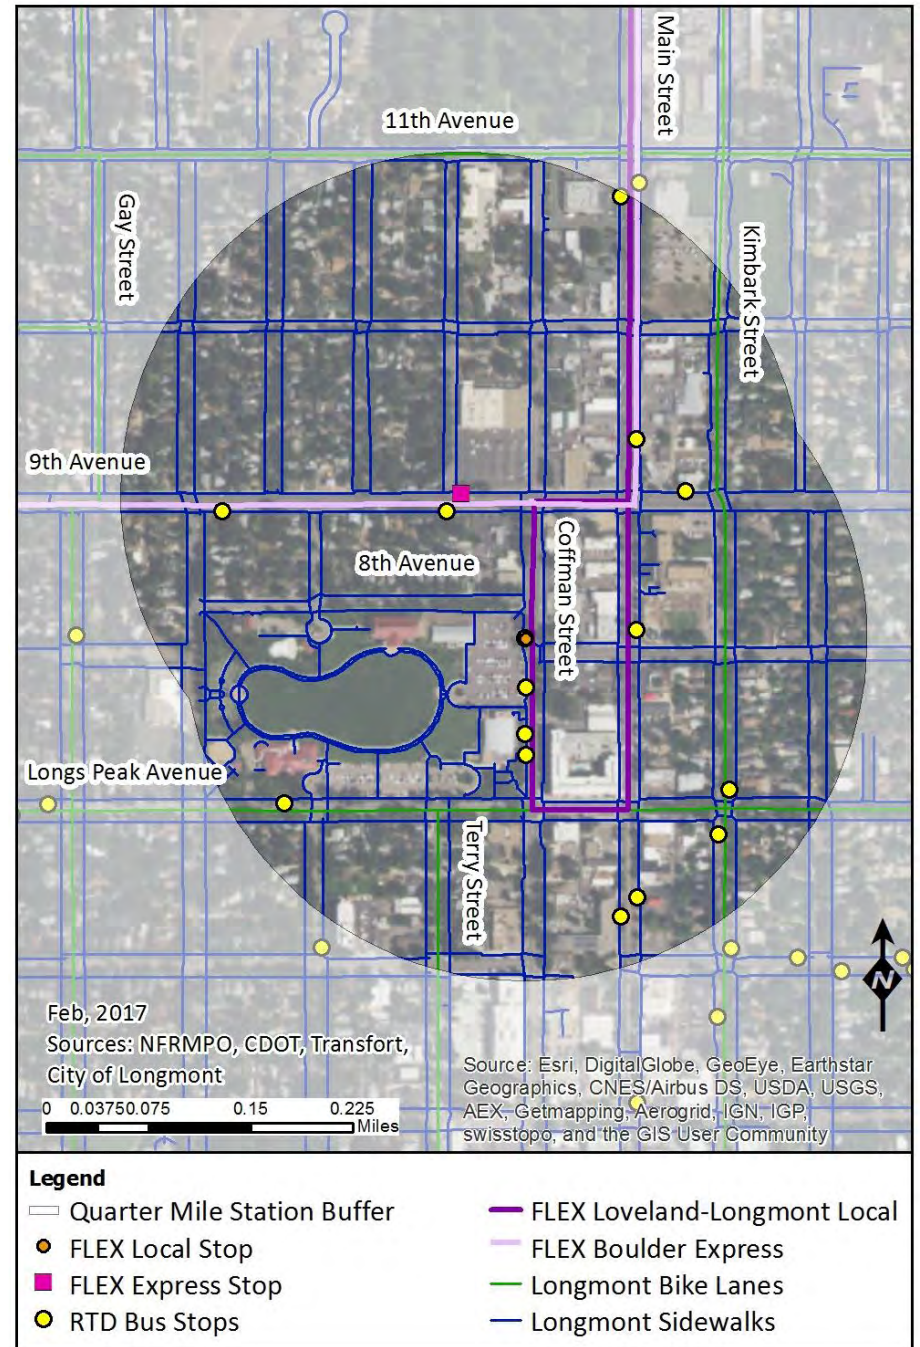 Main Street
11th Avenue
Gay Street
Kimbark Street
9th Avenue
Coffman Street
8th Avenue
Longs Peak Avenue
Terry Street
N
Feb, 2017
Sources: NFRMPO, CDOT, Transfort,
City of Longmont
0 0.03750.075 0.15 0.225
Miles
Source: Esri, DigitalGlobe, GeoEye, Earthstar
Geographics, CNES/Airbus DS, USDA, USGS,
AEX, Getmapping, Aerogrid, IGN, IGP,
swisstopo, and the GIS User Community
Legend
Quarter Mile Station Buffer
FLEX Local Stop
FLEX Express Stop
RTD Bus Stops
FLEX Loveland-Longmont Local
FLEX Boulder Express
Longmont Bike Lanes
Longmont Sidewalks